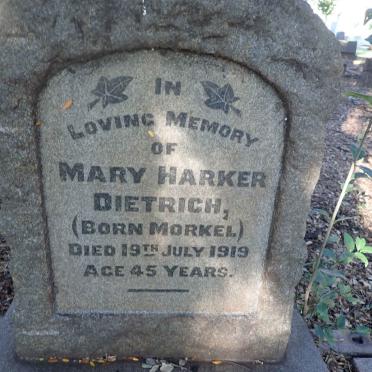 IN
LOVING MEMORY
OF
MARY HARKER
DIETRICH,
(BORN MORKEL)
DIED 19TH JULY 1919
AGE 45 YEARS.